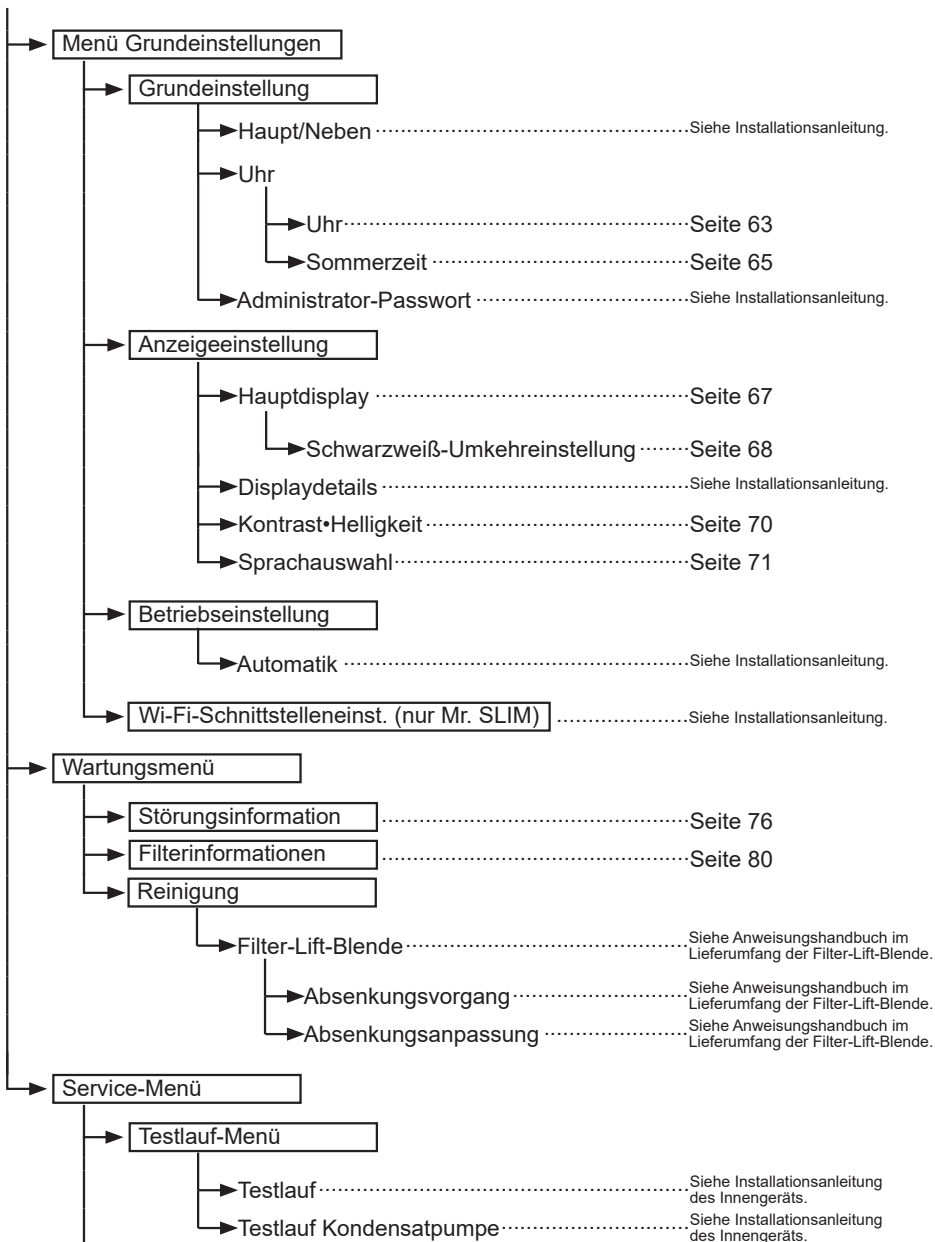 Menü Grundeinstellungen
Grundeinstellung
Haupt/Neben ········ Siehe Installationsanleitung.
Uhr
Uhr ········ Seite 63
Sommerzeit ········ Seite 65
Administrator-Passwort ········ Siehe Installationsanleitung.
Anzeigeeinstellung
Hauptdisplay ········ Seite 67
Schwarzweiß-Umkehreinstellung ········ Seite 68
Displaydetails ········ Siehe Installationsanleitung.
Kontrast•Helligkeit ········ Seite 70
Sprachauswahl ········ Seite 71
Betriebseinstellung
Automatik ········ Siehe Installationsanleitung.
Wi-Fi-Schnittstelleneinst. (nur Mr. SLIM) ········ Siehe Installationsanleitung.
Wartungsmenü
Störungsinformation ········ Seite 76
Filterinformationen ········ Seite 80
Reinigung
Filter-Lift-Blende ········ Siehe Anweisungshandbuch im
Lieferumfang der Filter-Lift-Blende.
Absenkungsvorgang ········ Siehe Anweisungshandbuch im
Lieferumfang der Filter-Lift-Blende.
Absenkungsanpassung ········ Siehe Anweisungshandbuch im
Lieferumfang der Filter-Lift-Blende.
Service-Menü
Testlauf-Menü
Testlauf ········ Siehe Installationsanleitung
des Innengeräts.
Testlauf Kondensatpumpe ········ Siehe Installationsanleitung
des Innengeräts.